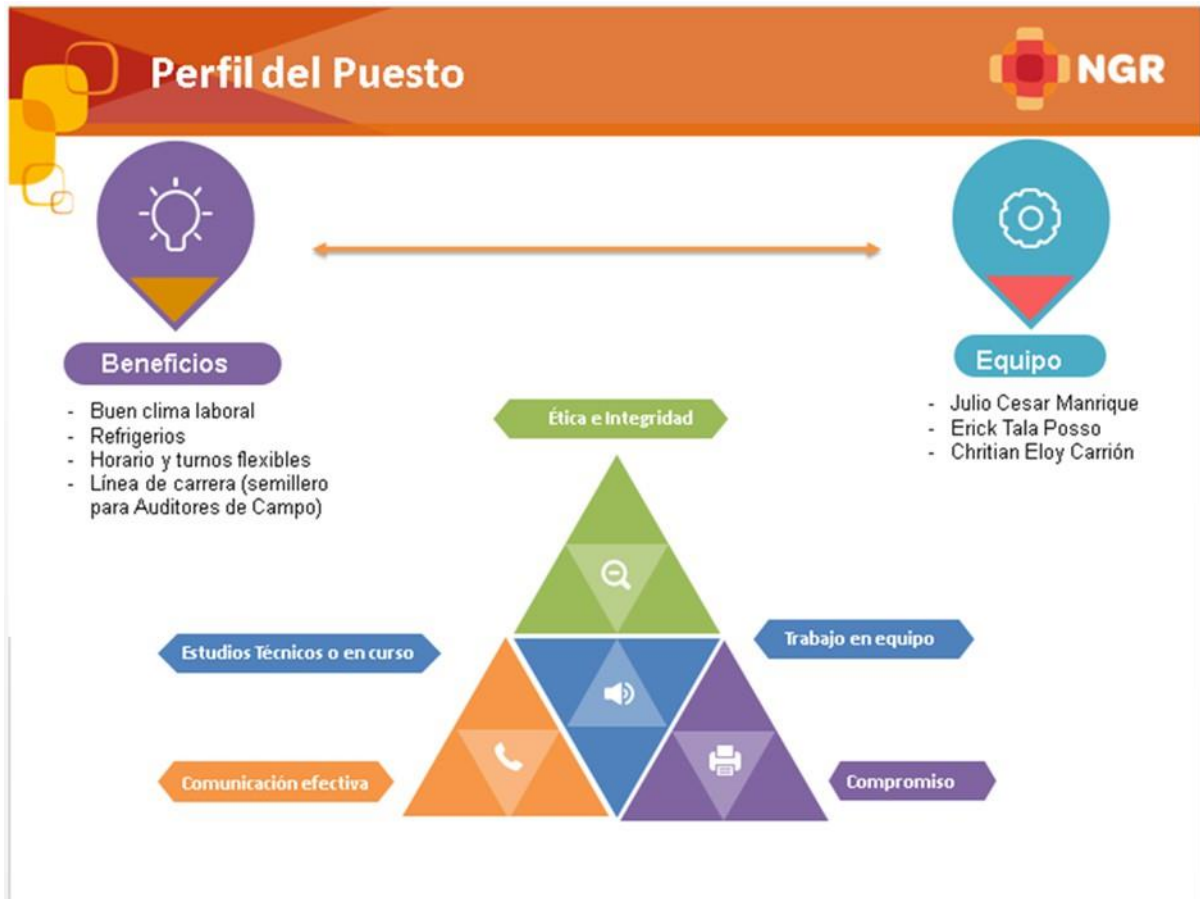 Perfil del Puesto
NGR
Beneficios
- Buen clima laboral
- Refrigerios
- Horario y turnos flexibles
- Línea de carrera (semillero
para Auditores de Campo)
Equipo
- Julio Cesar Manrique
- Erick Tala Posso
- Chritian Eloy Carrión
Ética e Integridad
Estudios Técnicos o en curso
Trabajo en equipo
Comunicación efectiva
Compromiso